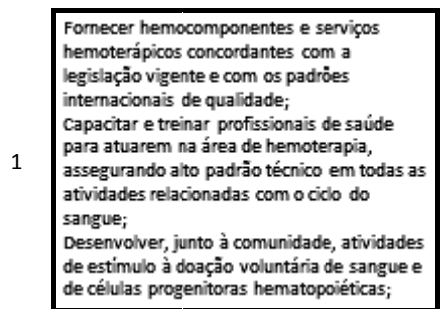 Fornecer hemocomponentes e serviços
hemoterápicos concordantes com a
legislação vigente e com os padrões
internacionais de qualidade;
Capacitar e treinar profissionais de saúde
para atuarem na área de hemoterapia,
1
assegurando alto padrão técnico em todas as
atividades relacionadas com o ciclo do
sangue;
Desenvolver, junto à comunidade, atividades
de estímulo à doação voluntária de sangue e
de células progenitoras hematopoiéticas;